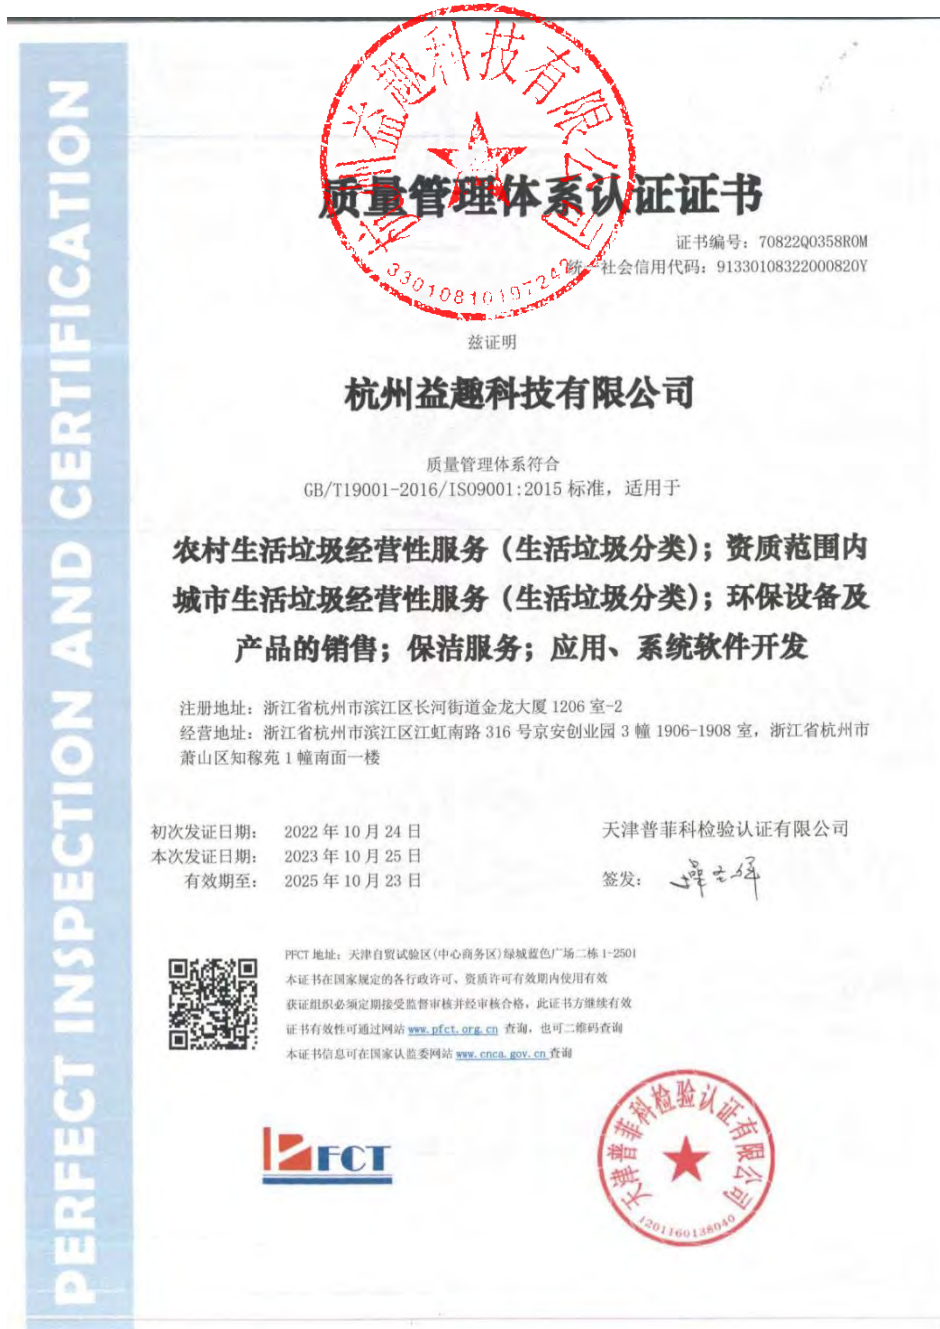 PERFECT INSPECTION AND CERTIFICATION
杭州益趣科技有限公司
33010810197242
质量管理体系认证证书
证书编号：70822Q0358R0M
统一社会信用代码：91330108322000820Y
兹证明
杭州益趣科技有限公司
质量管理体系符合
GB/T19001-2016/ISO9001:2015 标准，适用于
农村生活垃圾经营性服务（生活垃圾分类）；资质范围内
城市生活垃圾经营性服务（生活垃圾分类）；环保设备及
产品的销售；保洁服务；应用、系统软件开发
注册地址：浙江省杭州市滨江区长河街道金龙大厦 1206 室-2
经营地址：浙江省杭州市滨江区江虹南路 316 号京安创业园 3 幢 1906-1908 室，浙江省杭州市
萧山区知稼苑 1 幢南面一楼
初次发证日期： 2022 年 10 月 24 日
本次发证日期： 2023 年 10 月 25 日
有效期至： 2025 年 10 月 23 日
天津普菲科检验认证有限公司
签发：
PFCT 地址：天津自贸试验区(中心商务区)绿城蓝色广场二栋 1-2501
本证书在国家规定的各行政许可、资质许可有效期内使用有效
获证组织必须定期接受监督审核并经审核合格，此证书方继续有效
证书有效性可通过网站 www.pfct.org.cn 查询，也可二维码查询
本证书信息可在国家认监委网站 www.cnca.gov.cn 查询
PFCT
天津普菲科检验认证有限公司
1201160138040